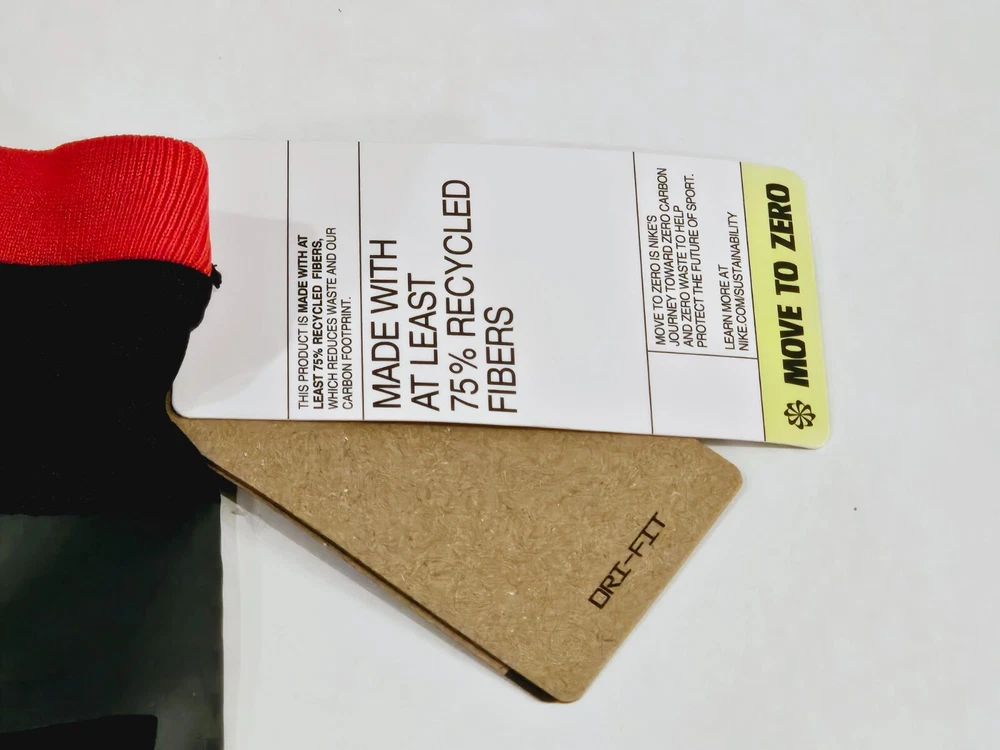 THIS PRODUCT IS MADE WITH AT
LEAST 75% RECYCLED FIBERS,
WHICH REDUCES WASTE AND OUR
CARBON FOOTPRINT.
MADE WITH
AT LEAST
75% RECYCLED
FIBERS
MOVE TO ZERO IS NIKE'S
JOURNEY TOWARD ZERO CARBON
AND ZERO WASTE TO HELP
PROTECT THE FUTURE OF SPORT.
LEARN MORE AT
NIKE.COM/SUSTAINABILITY
MOVE TO ZERO
DRI-FIT